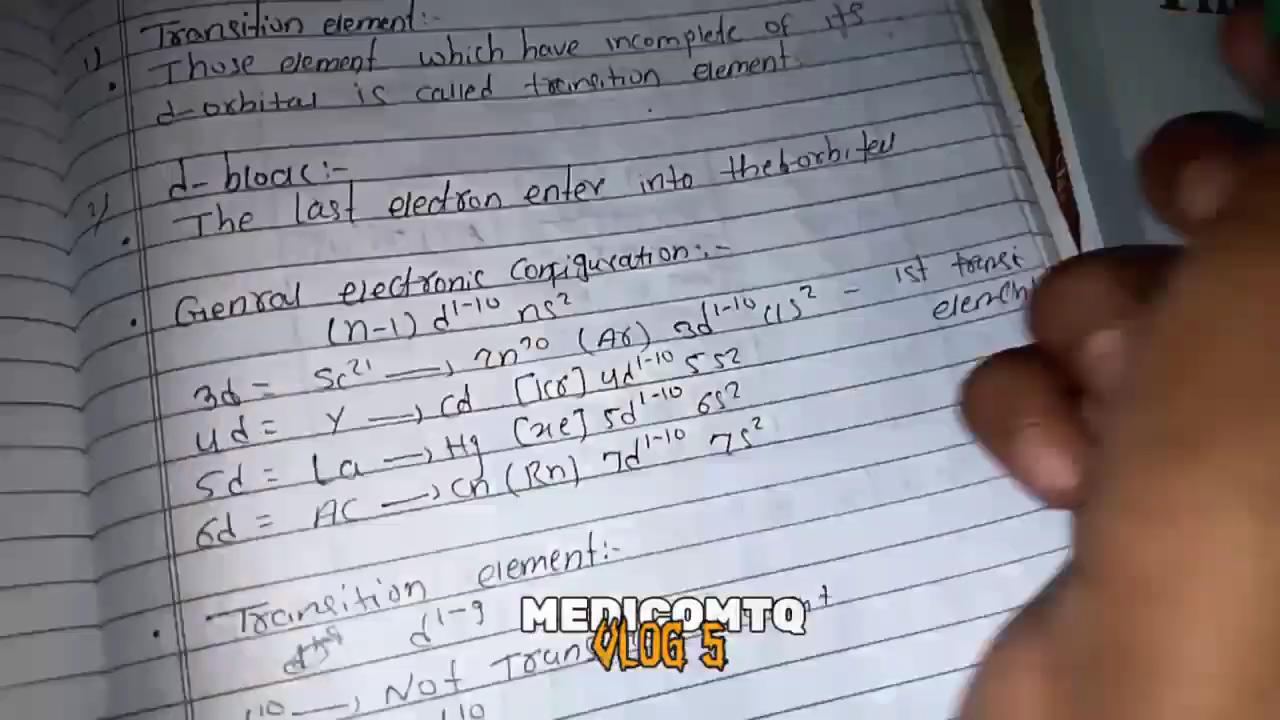 Transition element:-
1) Those element which have incomplete of its
d-orbital is called transition element.
2) d-block:-
The last electron enter into the
Genral electronic Configuration:-
(n-1) d1-10 ns2
3d = Sc21 → Zn30 (Ar) 3d1-10 4s2 - 1st transi
4d = Y → Cd [Kr] 4d1-10 5s2
5d = La → Hg [Xe] 5d1-10 6s2
6d = AC → Cn (Rn) 7d1-10 7s2
Transition element:-
d1-9
Not
MEDICOMTQ
VLOG 5